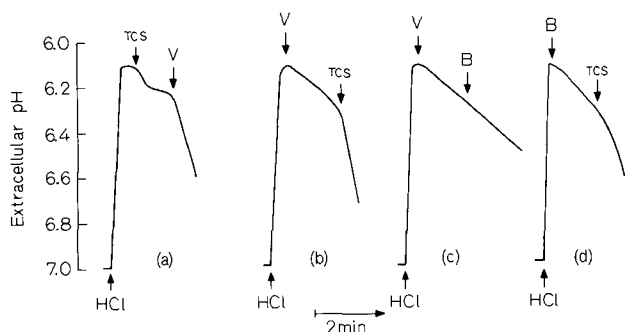 Extracellular pH
6.0
6.2
6.4
6.6
6.8
7.0
TCS
V
(a)
HCl
V
TCS
(b)
HCl
V
B
(c)
HCl
B
TCS
(d)
HCl
2min